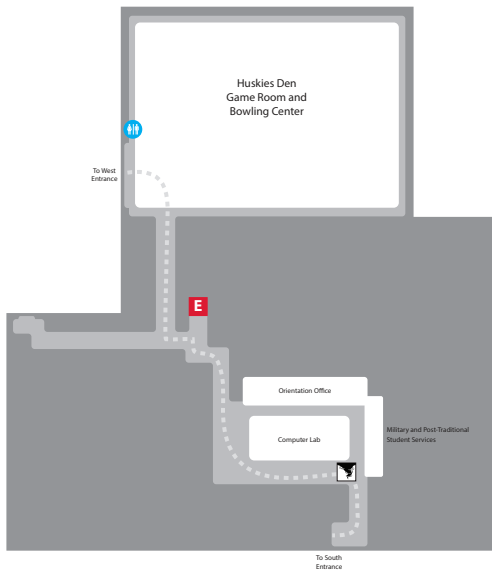 Huskies Den
Game Room and
Bowling Center
To West
Entrance
E
Orientation Office
Computer Lab
Military and Post-Traditional
Student Services
To South
Entrance